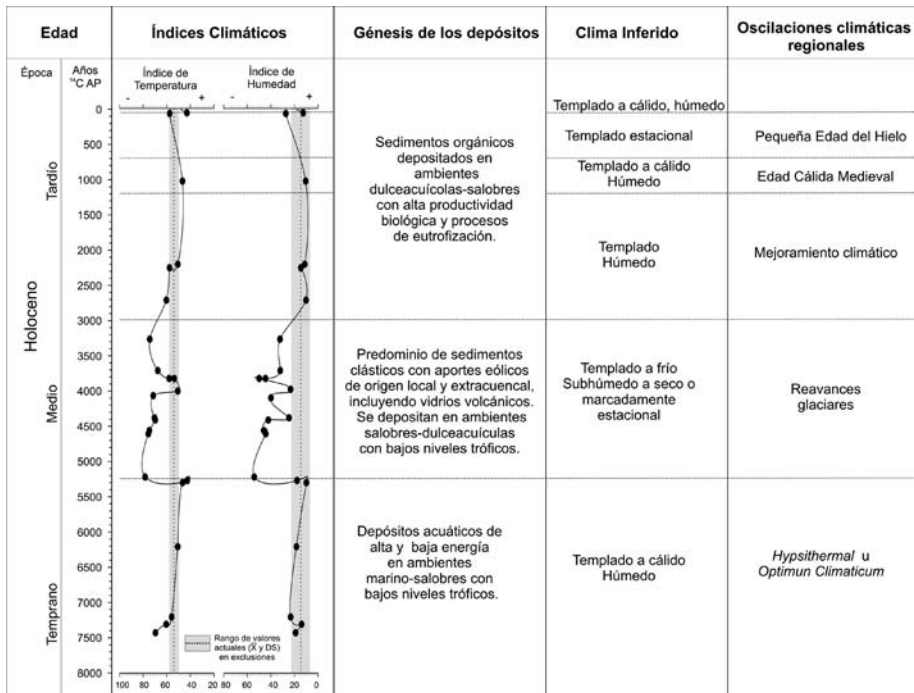 Edad
Índices Climáticos
Génesis de los depósitos
Clima Inferido
Oscilaciones climáticas
regionales
Época
Años
¹⁴C AP
Índice de
Temperatura
-
+
Índice de
Humedad
-
+
0
500
1000
1500
2000
2500
3000
3500
4000
4500
5000
5500
6000
6500
7000
7500
8000
Holoceno
Tardío
Medio
Temprano
Sedimentos orgánicos
depositados en
ambientes
dulceacuícolas-salobres
con alta productividad
biológica y procesos
de eutrofización.
Predominio de sedimentos
clásticos con aportes eólicos
de origen local y extracuencal,
incluyendo vidrios volcánicos.
Se depositan en ambientes
salobres-dulceacuículas
con bajos niveles tróficos.
Depósitos acuáticos de
alta y baja energía
en ambientes
marino-salobres con
bajos niveles tróficos.
Templado a cálido, húmedo
Templado estacional
Templado a cálido
Húmedo
Templado
Húmedo
Templado a frío
Subhúmedo a seco o
marcadamente
estacional
Templado a cálido
Húmedo
Pequeña Edad del Hielo
Edad Cálida Medieval
Mejoramiento climático
Reavances
glaciares
Hypsithermal u
Optimun Climaticum
Rango de valores
actuales (X̅ y DS)
en exclusiones
100 80 60 40 20
80 60 40 20 0